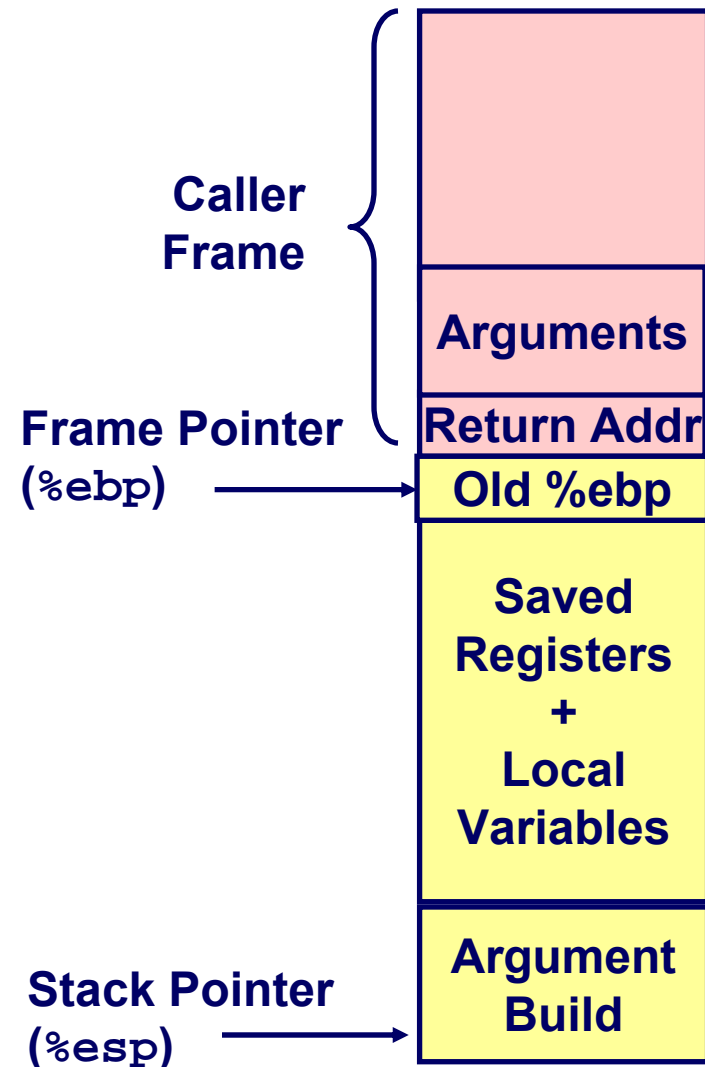 Caller
Frame
Arguments
Return Addr
Frame Pointer
(%ebp)
Old %ebp
Saved
Registers
+
Local
Variables
Argument
Build
Stack Pointer
(%esp)